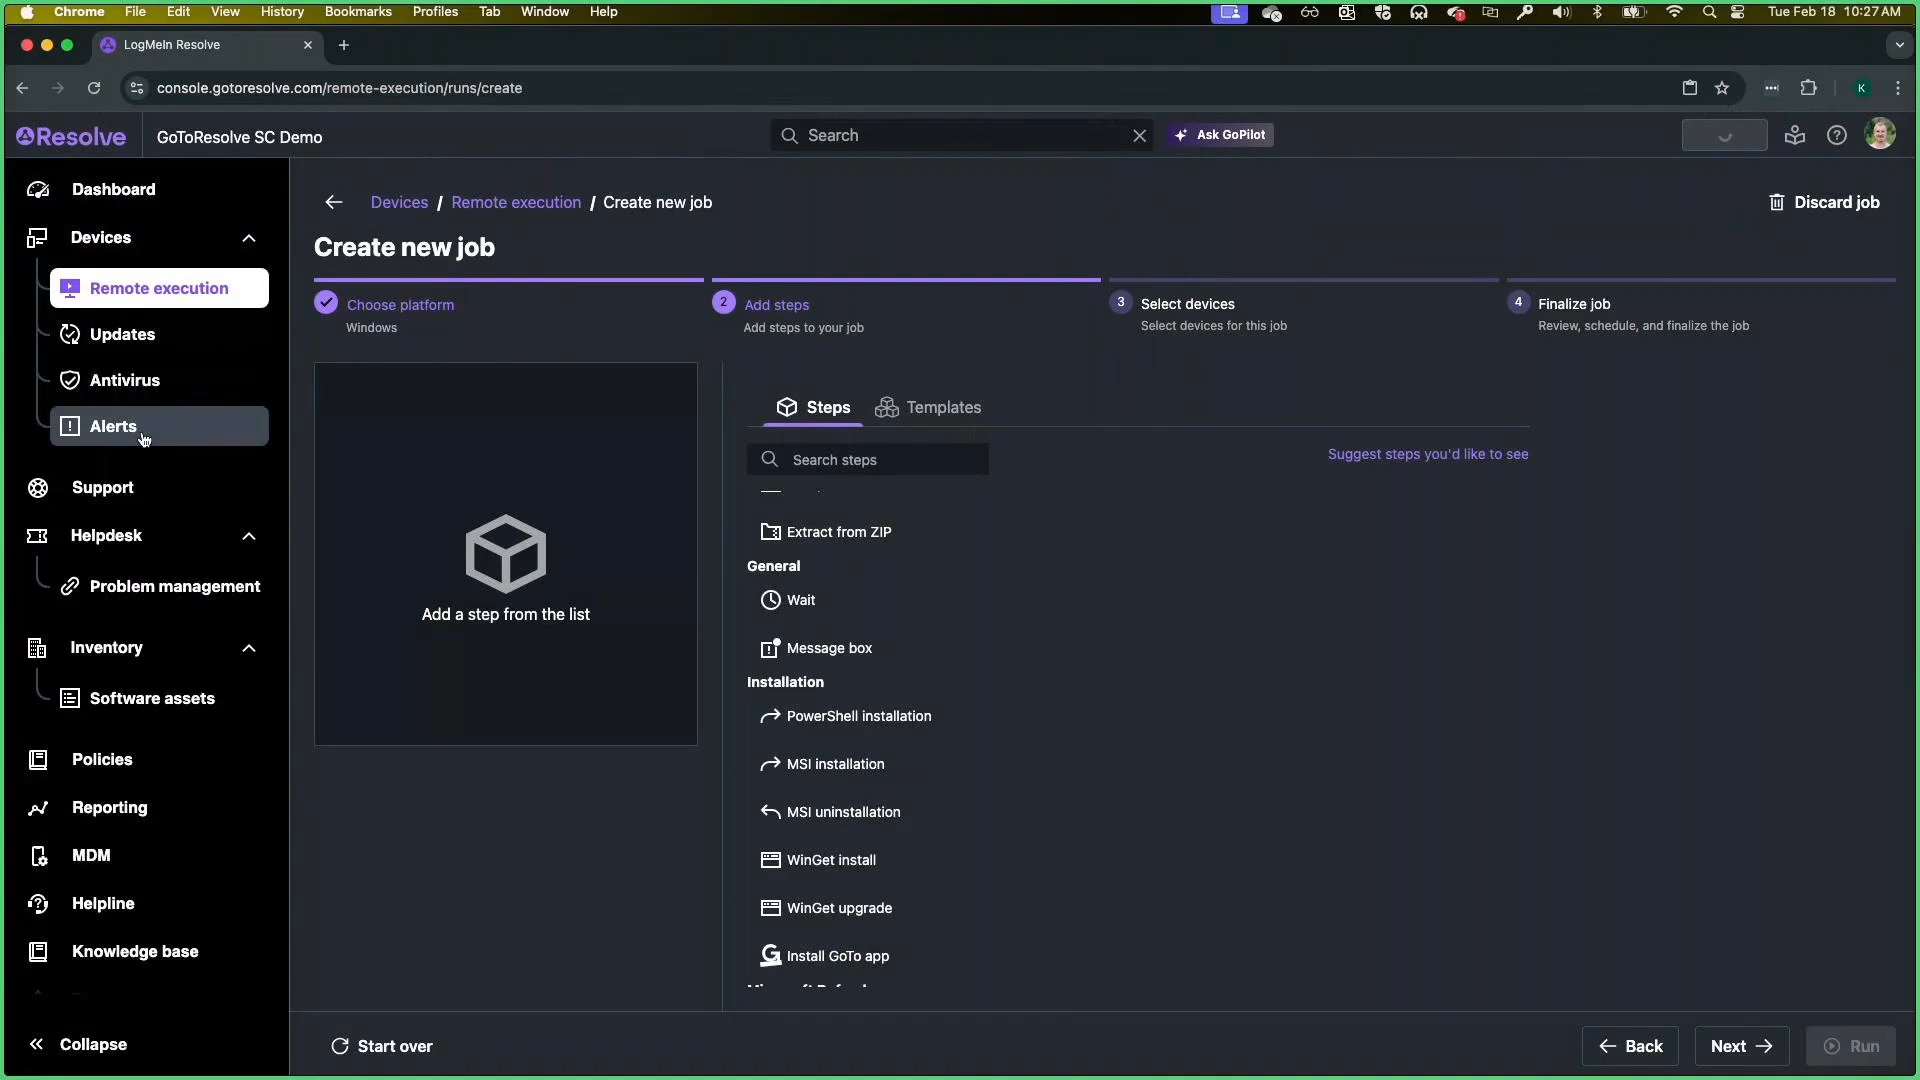 Chrome File Edit View History Bookmarks Profiles Tab Window Help Tue Feb 18 10:27 AM
LogMeIn Resolve
console.gotoresolve.com/remote-execution/runs/create K
Resolve GoToResolve SC Demo Search Ask GoPilot
Dashboard
Devices
Remote execution
Updates
Antivirus
Alerts
Support
Helpdesk
Problem management
Inventory
Software assets
Policies
Reporting
MDM
Helpline
Knowledge base
Collapse
Devices / Remote execution / Create new job
Discard job
Create new job
Choose platform
Windows
2 Add steps
Add steps to your job
3 Select devices
Select devices for this job
4 Finalize job
Review, schedule, and finalize the job
Add a step from the list
Steps Templates
Search steps
Suggest steps you'd like to see
Extract from ZIP
General
Wait
Message box
Installation
PowerShell installation
MSI installation
MSI uninstallation
WinGet install
WinGet upgrade
Install GoTo app
Start over
Back Next Run